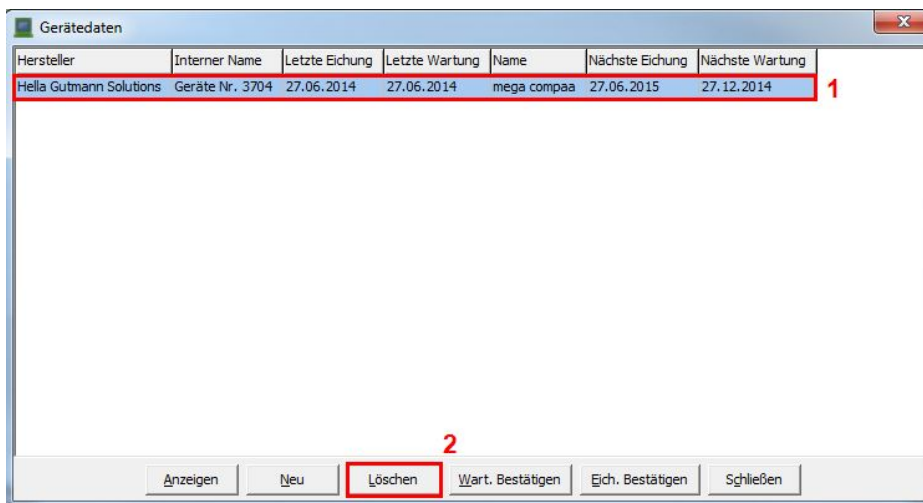 Gerätedaten
Hersteller Interner Name Letzte Eichung Letzte Wartung Name Nächste Eichung Nächste Wartung
Hella Gutmann Solutions Geräte Nr. 3704 27.06.2014 27.06.2014 mega compaa 27.06.2015 27.12.2014 1
2
Anzeigen Neu Löschen Wart. Bestätigen Eich. Bestätigen Schließen